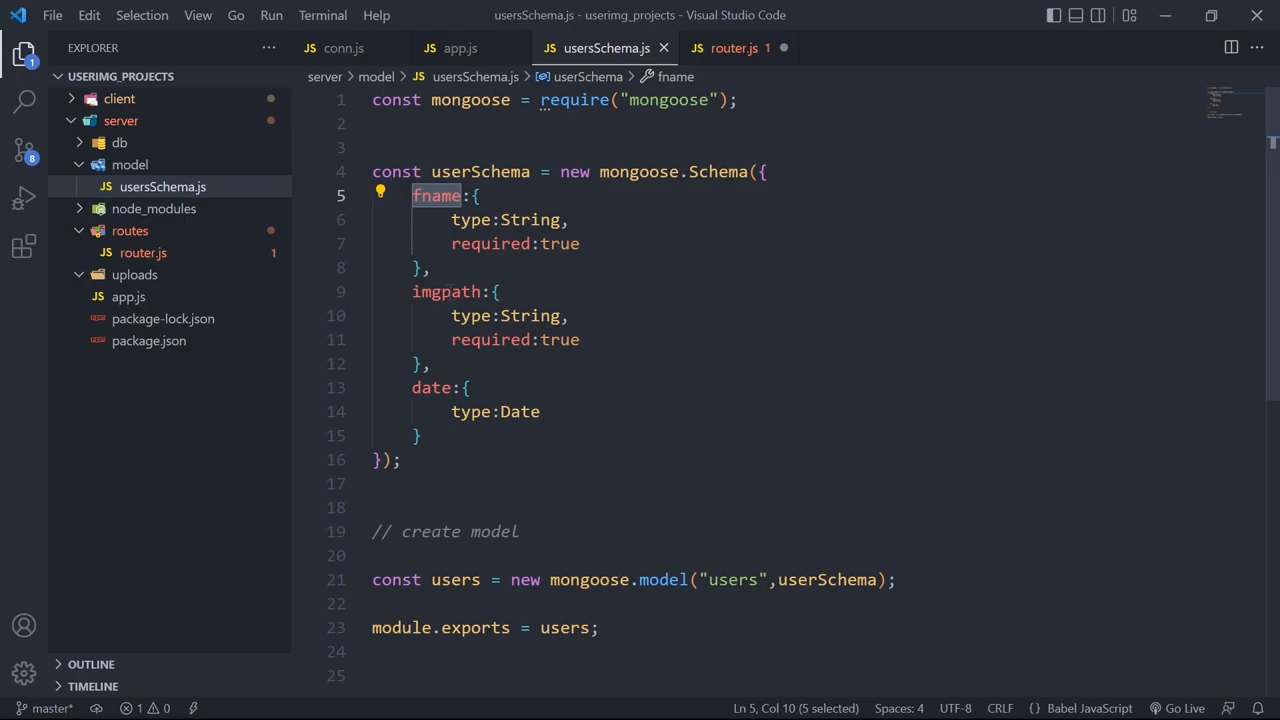 File Edit Selection View Go Run Terminal Help usersSchema.js - userimg_projects - Visual Studio Code
EXPLORER
1
8
USERIMG_PROJECTS
client
server
db
model
JS usersSchema.js
node_modules
routes
JS router.js 1
uploads
JS app.js
package-lock.json
package.json
OUTLINE
TIMELINE
JS conn.js JS app.js JS usersSchema.js JS router.js 1
server > model > JS usersSchema.js > userSchema > fname
1 const mongoose = require("mongoose");
2
3
4 const userSchema = new mongoose.Schema({
5 fname:{
6 type:String,
7 required:true
8 },
9 imgpath:{
10 type:String,
11 required:true
12 },
13 date:{
14 type:Date
15 }
16 });
17
18
19 // create model
20
21 const users = new mongoose.model("users",userSchema);
22
23 module.exports = users;
24
25
master* 1 0 Ln 5, Col 10 (5 selected) Spaces: 4 UTF-8 CRLF {} Babel JavaScript Go Live